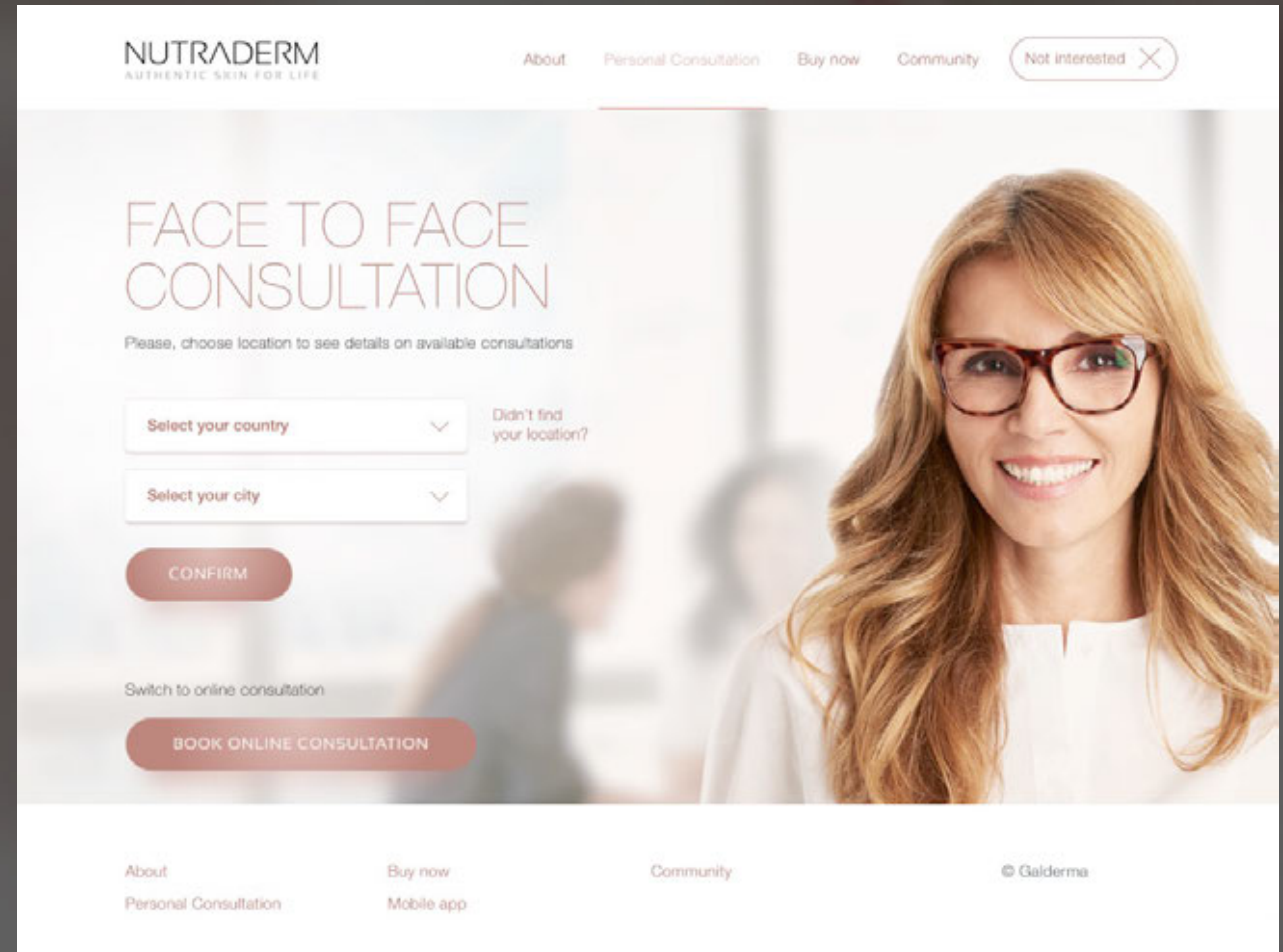 NUTRADERM
AUTHENTIC SKIN FOR LIFE
About
Personal Consultation
Buy now
Community
Not interested
FACE TO FACE
CONSULTATION
Please, choose location to see details on available consultations
Select your country
Didn't find
your location?
Select your city
CONFIRM
Switch to online consultation
BOOK ONLINE CONSULTATION
About
Buy now
Community
© Galderma
Personal Consultation
Mobile app